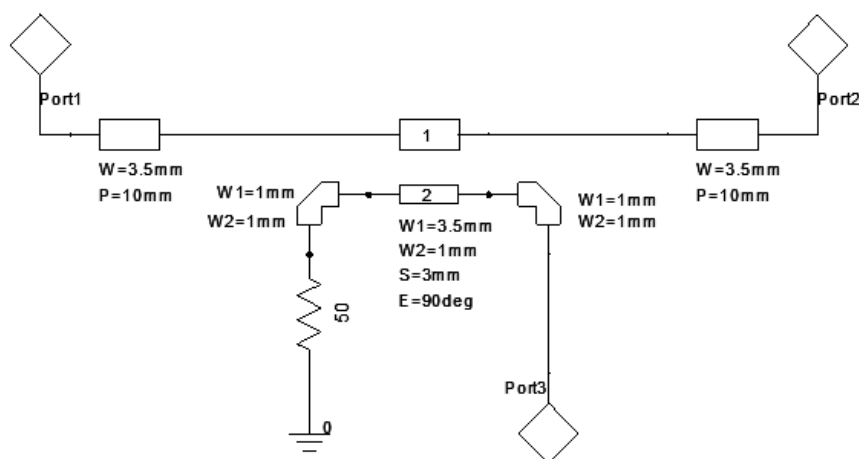 Port1
Port2
1
W=3.5mm
P=10mm
W=3.5mm
P=10mm
W1=1mm
W2=1mm
2
W1=1mm
W2=1mm
W1=3.5mm
W2=1mm
S=3mm
E=90deg
50
Port3
0